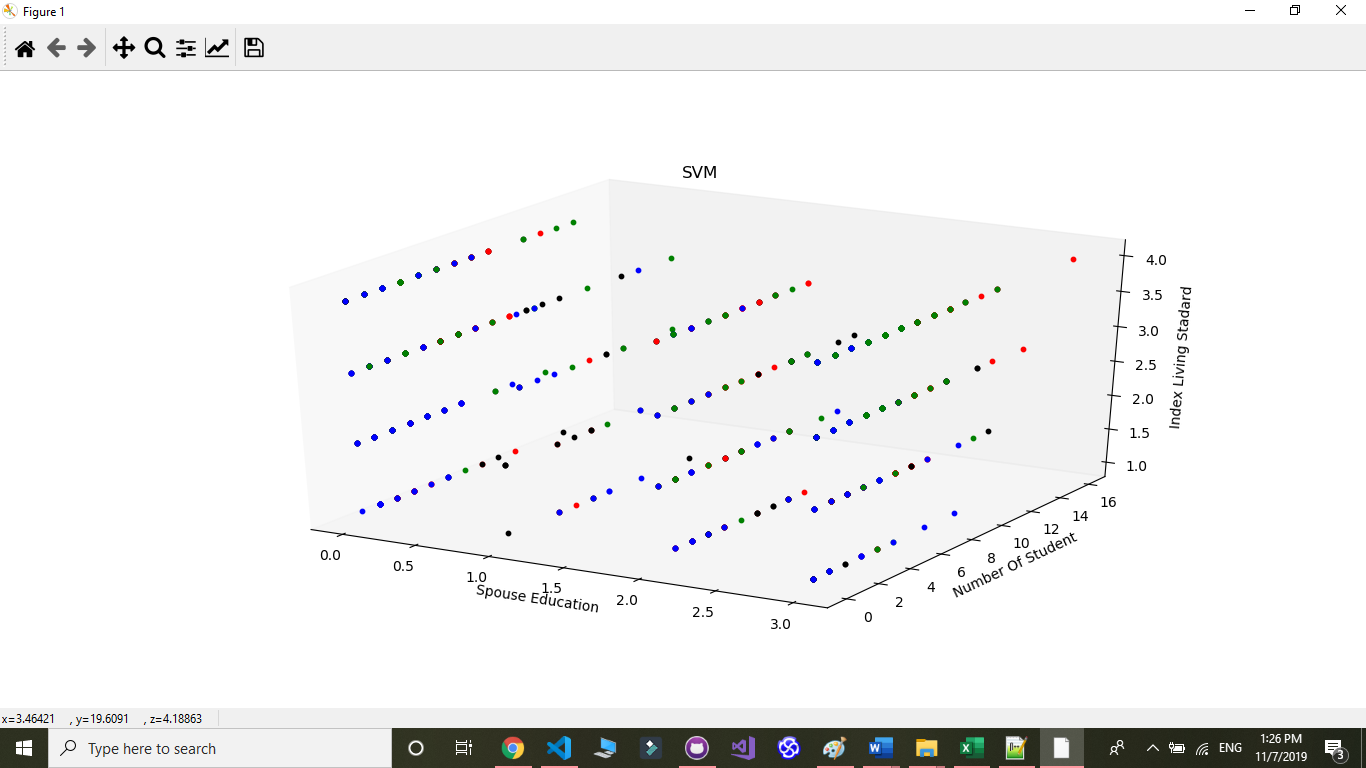 Figure 1
SVM
4.0
3.5
3.0
2.5
2.0
1.5
1.0
Index Living Stadard
16
14
12
10
8
6
4
2
0
Number Of Student
0.0
0.5
1.0
1.5
2.0
2.5
3.0
Spouse Education
x=3.46421 , y=19.6091 , z=4.18863
Type here to search
ENG
1:26 PM
11/7/2019
3